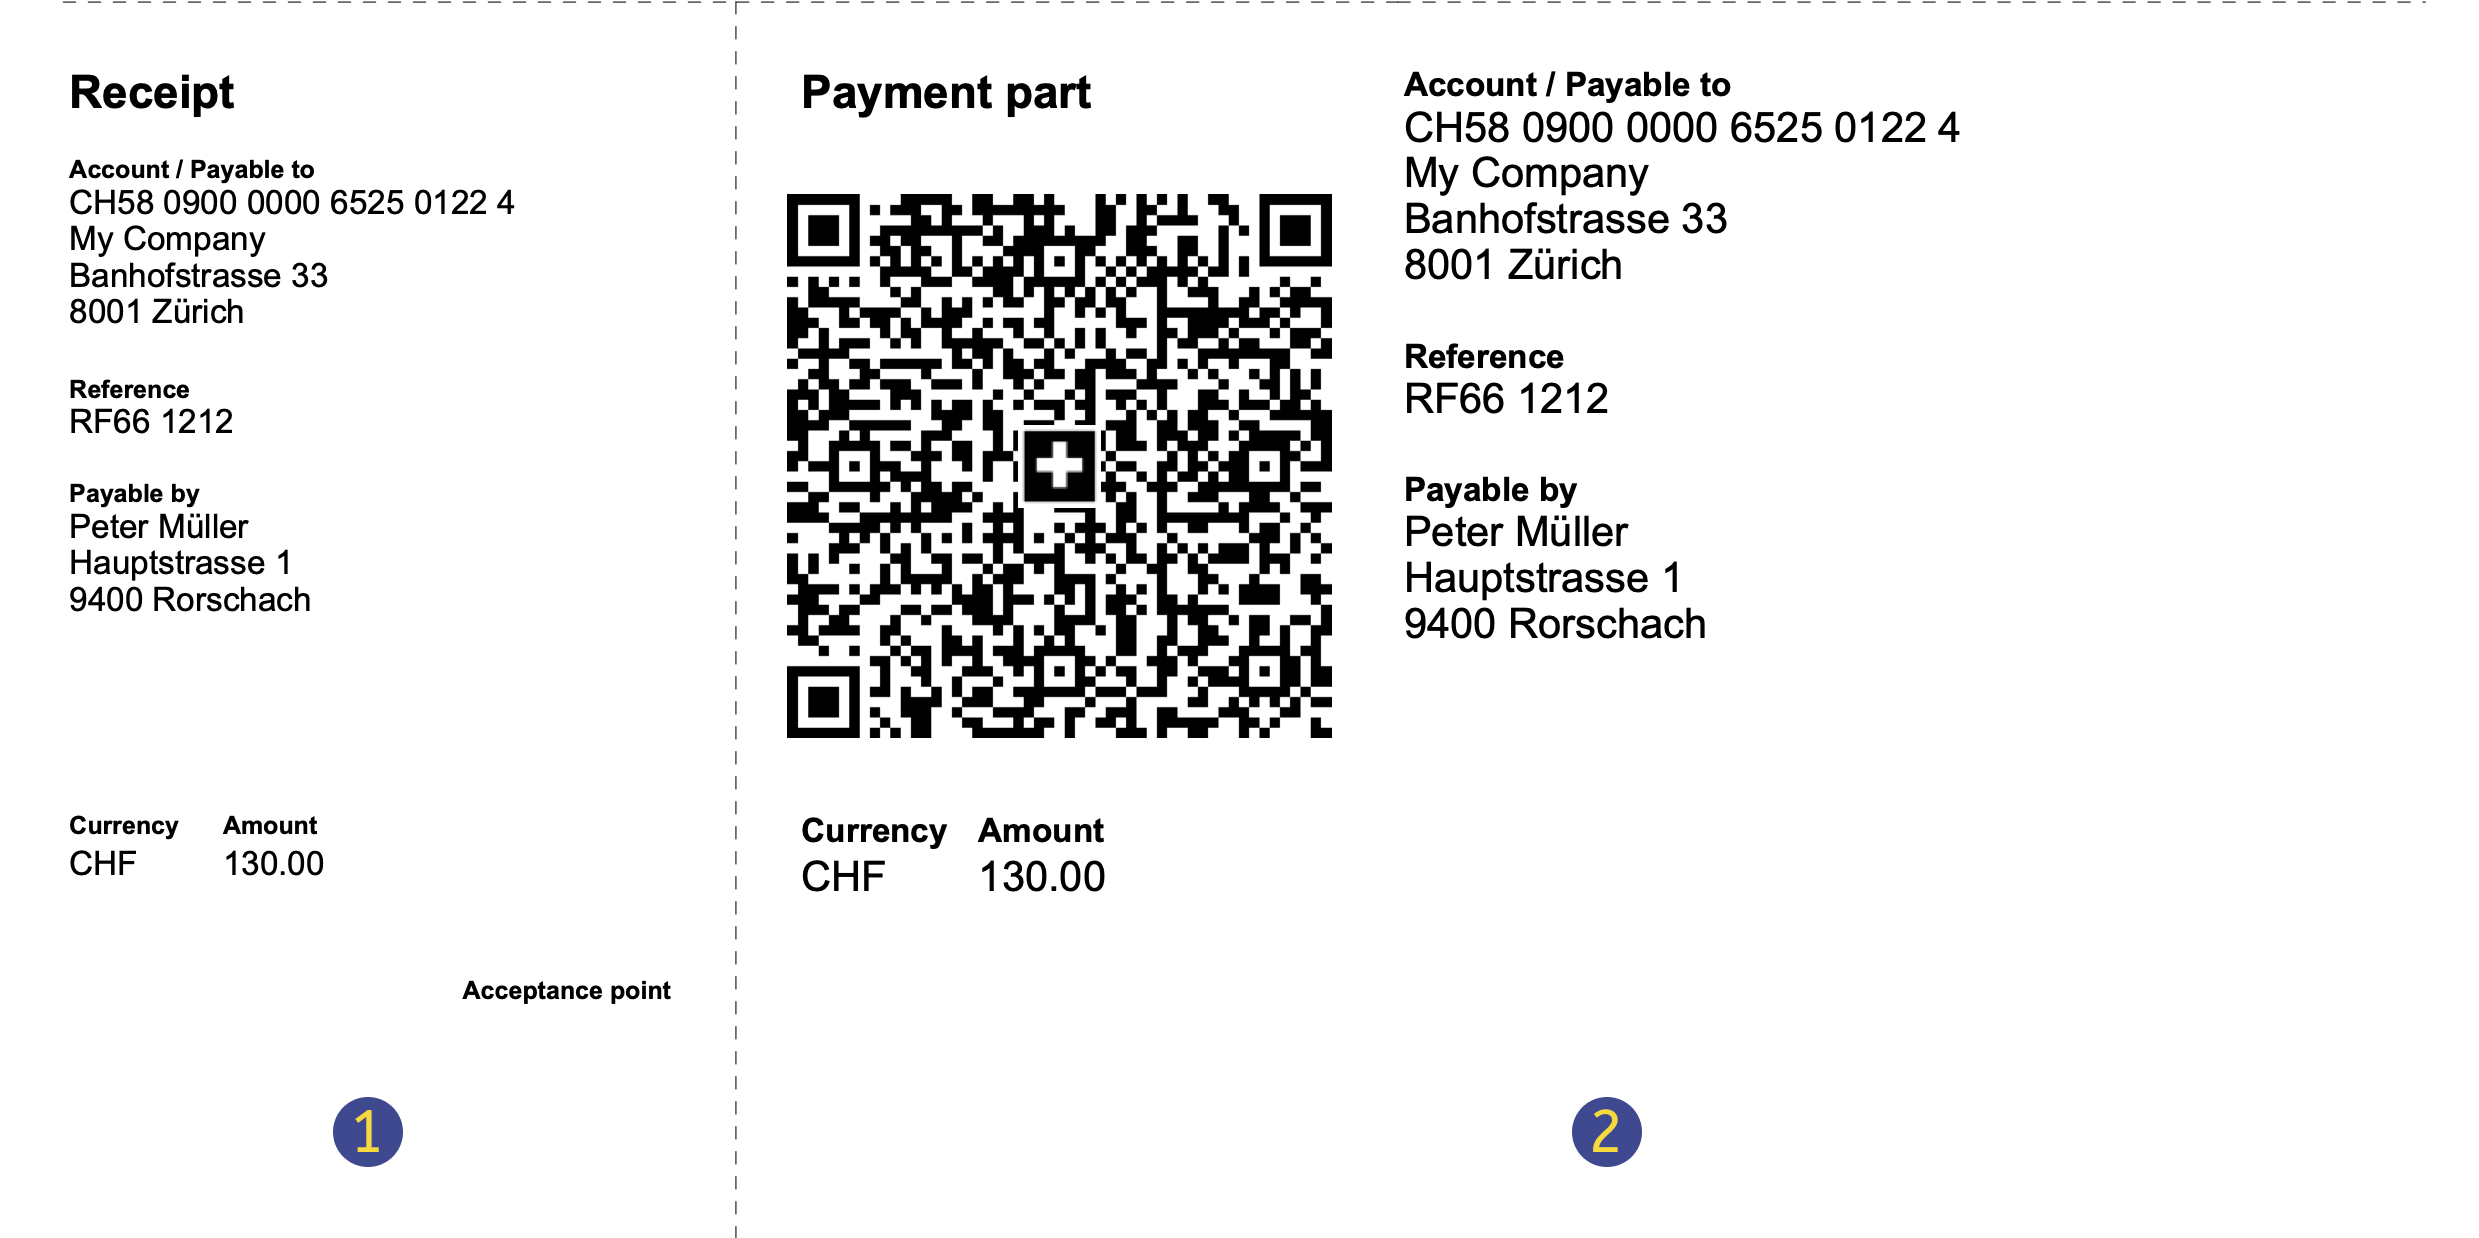 Receipt
Account / Payable to
CH58 0900 0000 6525 0122 4
My Company
Banhofstrasse 33
8001 Zürich
Reference
RF66 1212
Payable by
Peter Müller
Hauptstrasse 1
9400 Rorschach
Currency Amount
CHF 130.00
Acceptance point
1
Payment part
Currency Amount
CHF 130.00
Account / Payable to
CH58 0900 0000 6525 0122 4
My Company
Banhofstrasse 33
8001 Zürich
Reference
RF66 1212
Payable by
Peter Müller
Hauptstrasse 1
9400 Rorschach
2